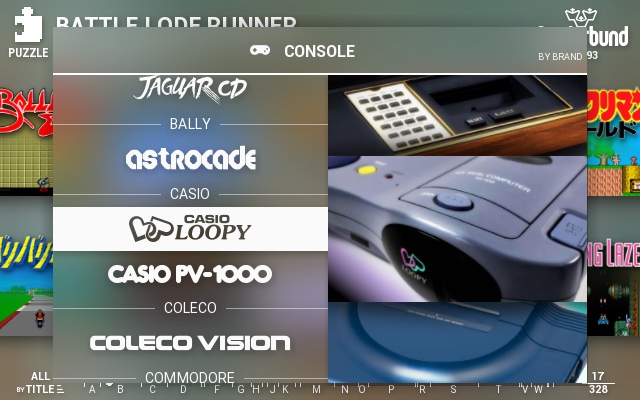 BATTLE LODE RUNNER
PUZZLE
CONSOLE
BY BRAND
93
JAGUAR CD
BALLY
astrocade
CASIO
CASIO
LOOPY
CASIO PV-1000
COLECO
COLECO VISION
COMMODORE
LOOPY
ALL
BY TITLE
A B C D E F G H J K M N O P R S T V W
17
328